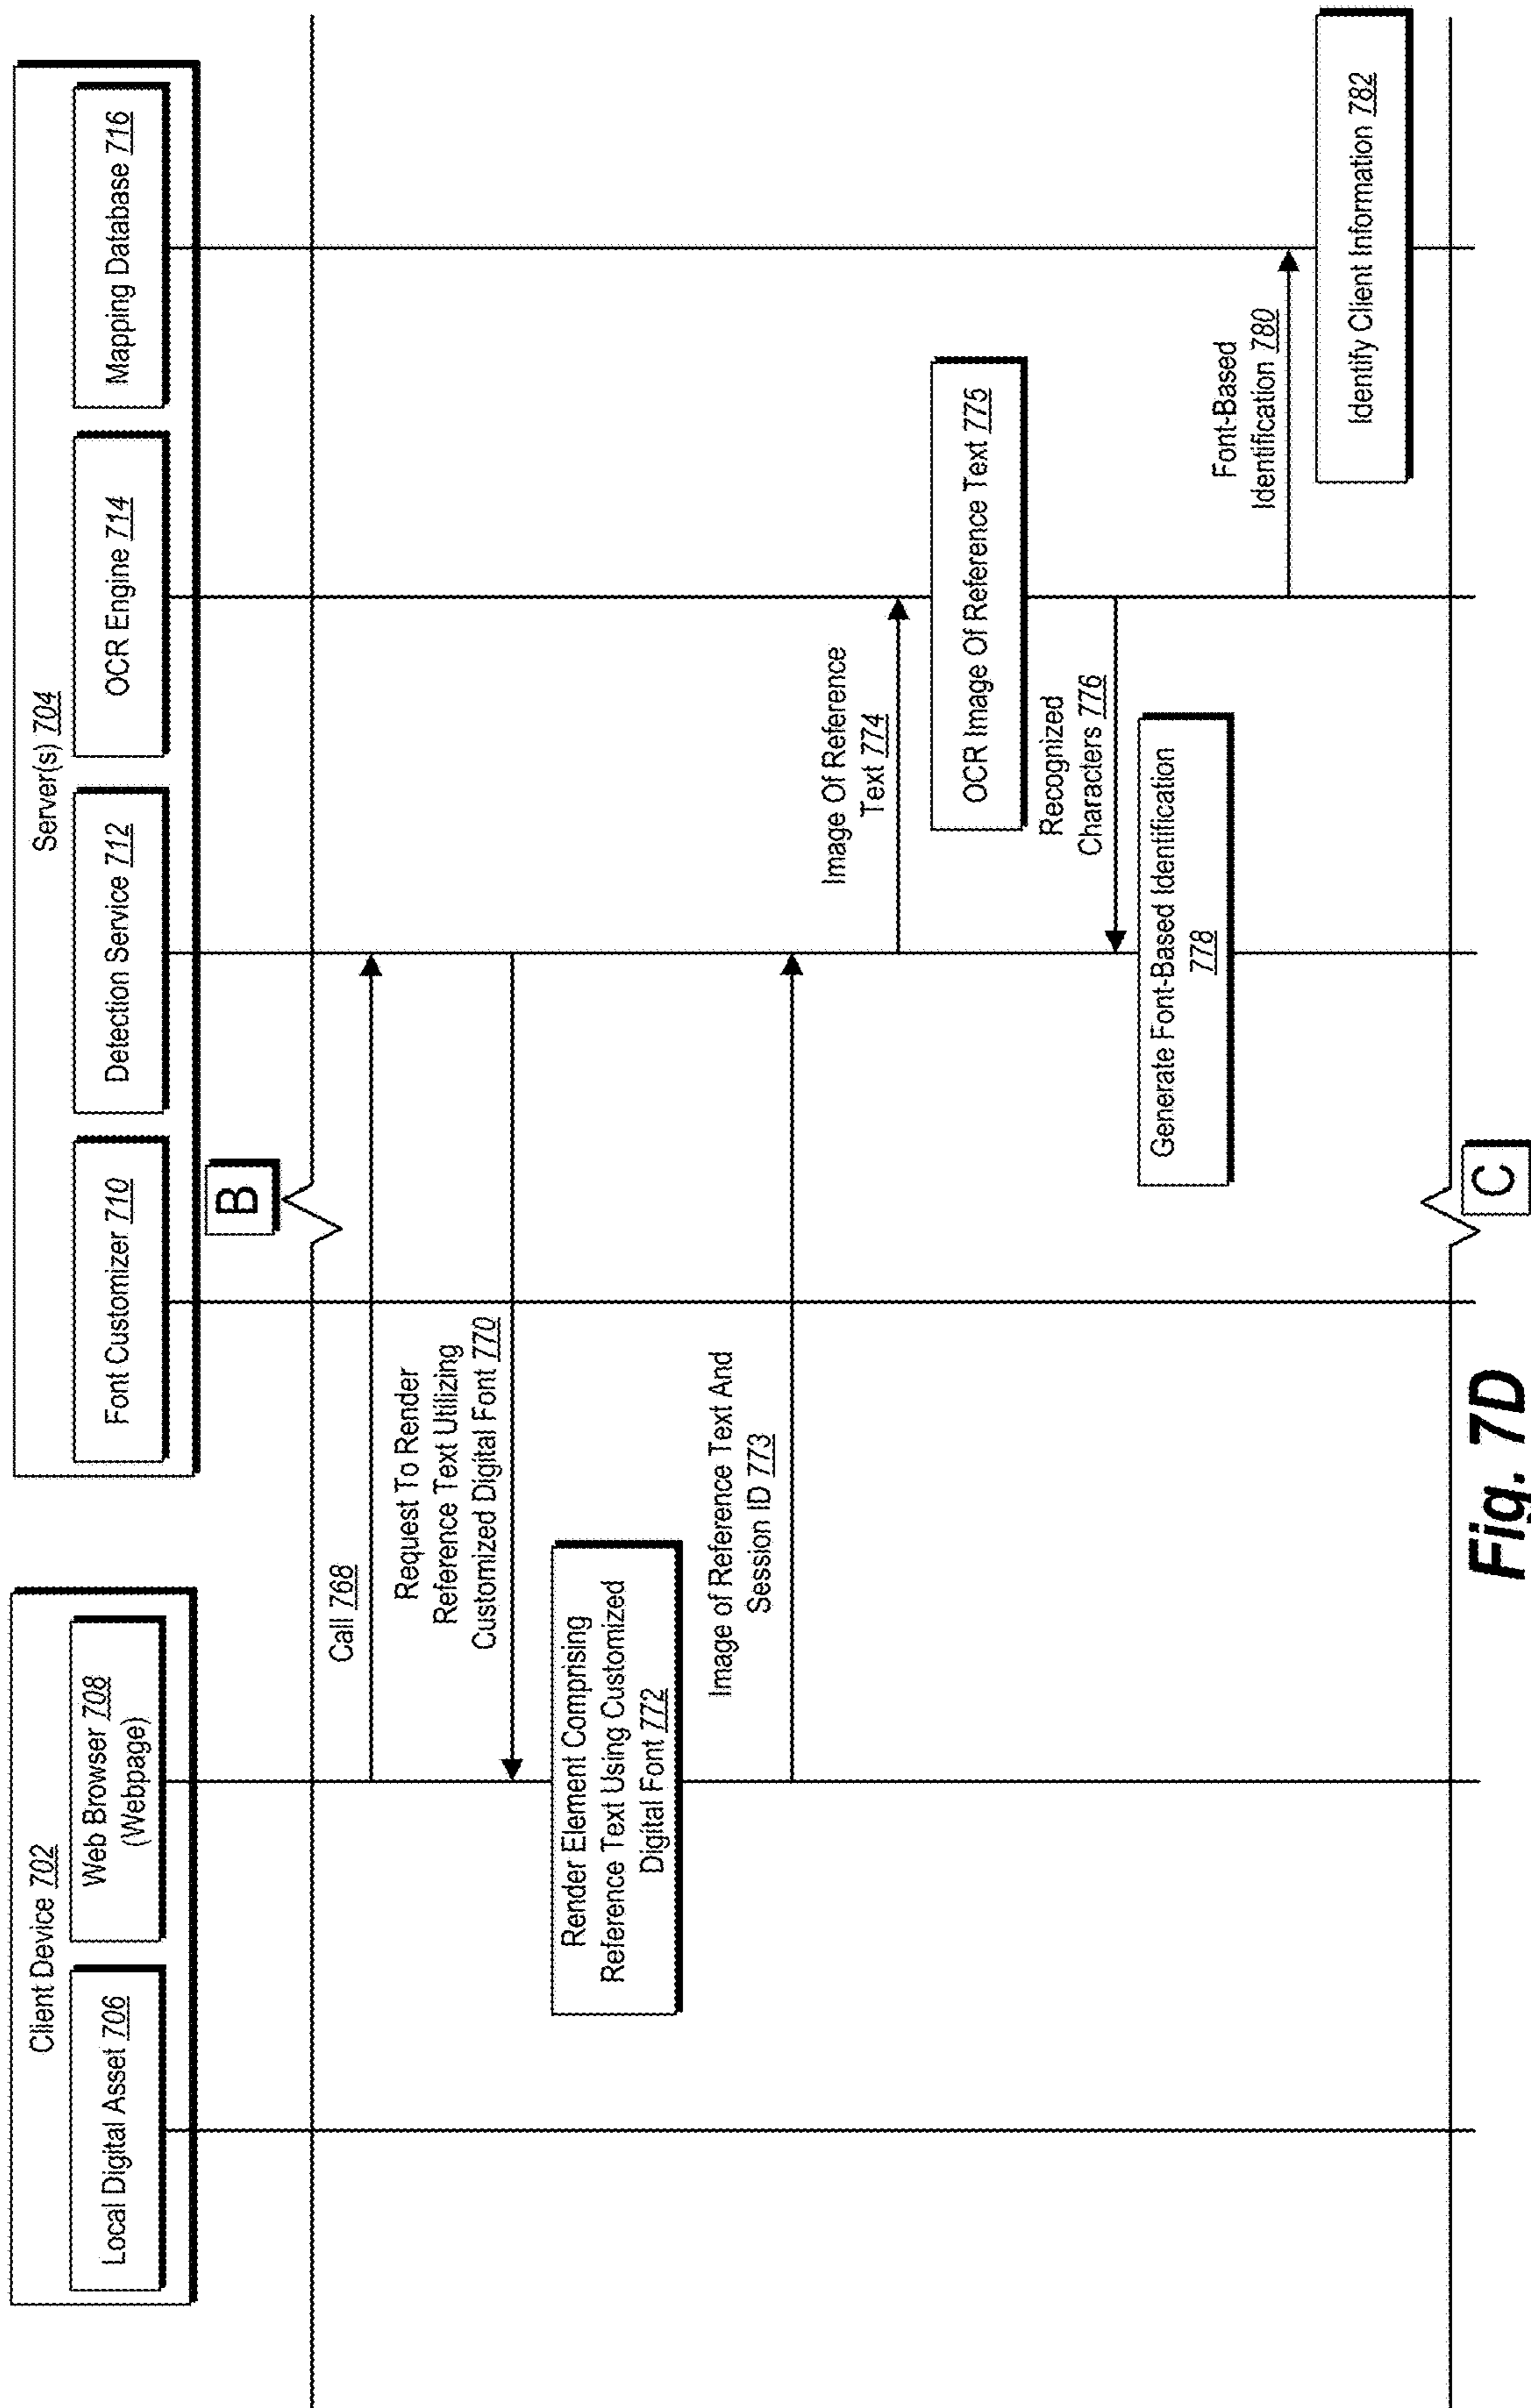 Client Device 702
Local Digital Asset 706
Web Browser 708
(Webpage)
Server(s) 704
Font Customizer 710
Detection Service 712
OCR Engine 714
Mapping Database 716
B
Call 768
Request To Render
Reference Text Utilizing
Customized Digital Font 770
Render Element Comprising
Reference Text Using Customized
Digital Font 772
Image of Reference Text And
Session ID 773
Image Of Reference
Text 774
OCR Image Of Reference Text 775
Recognized
Characters 776
Generate Font-Based Identification
778
Font-Based
Identification 780
Identify Client Information 782
C
Fig. 7D